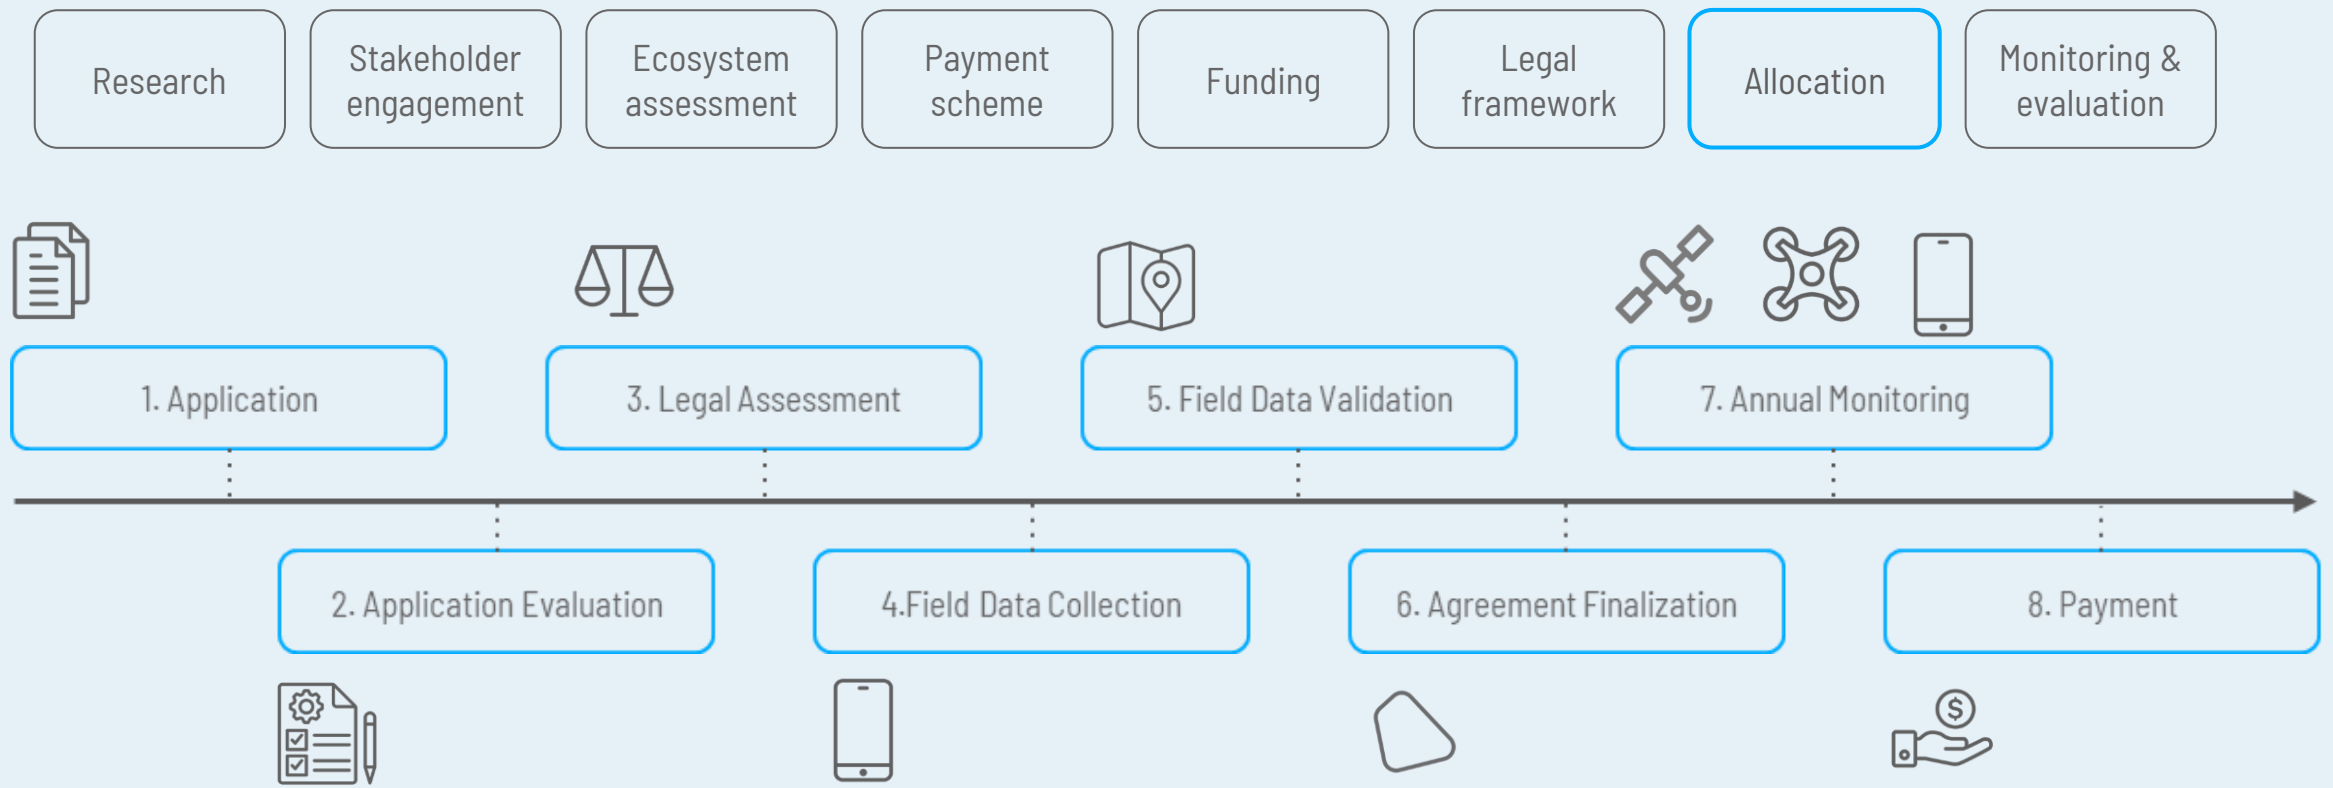 Research
Stakeholder
engagement
Ecosystem
assessment
Payment
scheme
Funding
Legal
framework
Allocation
Monitoring &
evaluation
1. Application
3. Legal Assessment
5. Field Data Validation
7. Annual Monitoring
2. Application Evaluation
4.Field Data Collection
6. Agreement Finalization
8. Payment
$